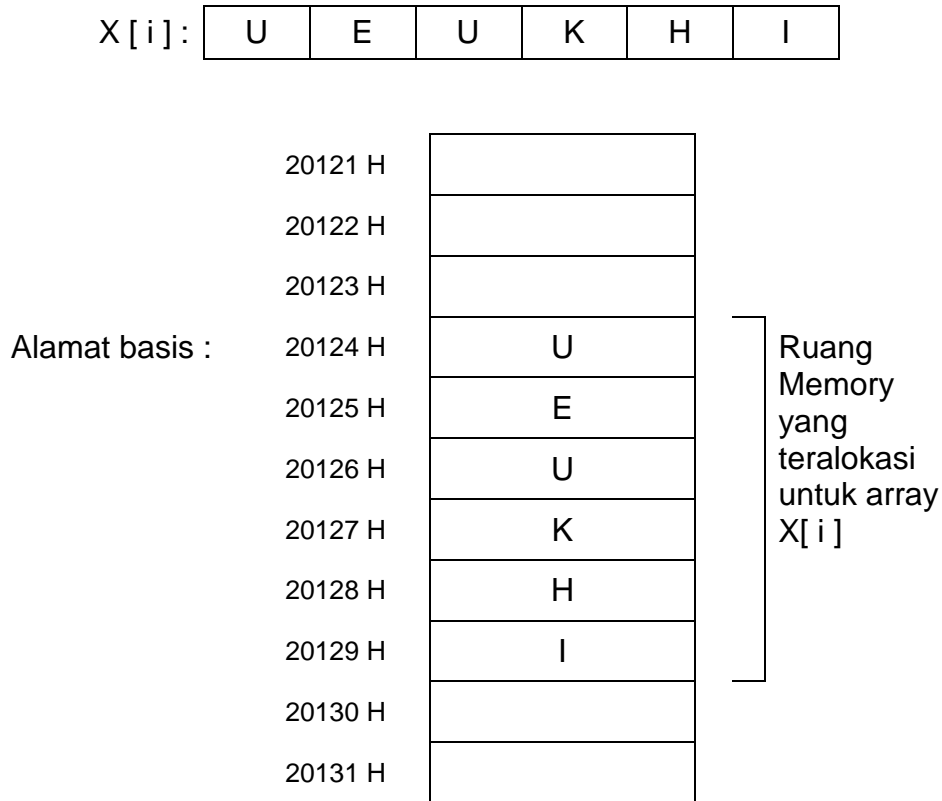 X [ i ] : U E U K H I
20121 H
20122 H
20123 H
Alamat basis : 20124 H U
20125 H E
20126 H U
20127 H K
20128 H H
20129 H I
20130 H
20131 H
Ruang
Memory
yang
teralokasi
untuk array
X[ i ]